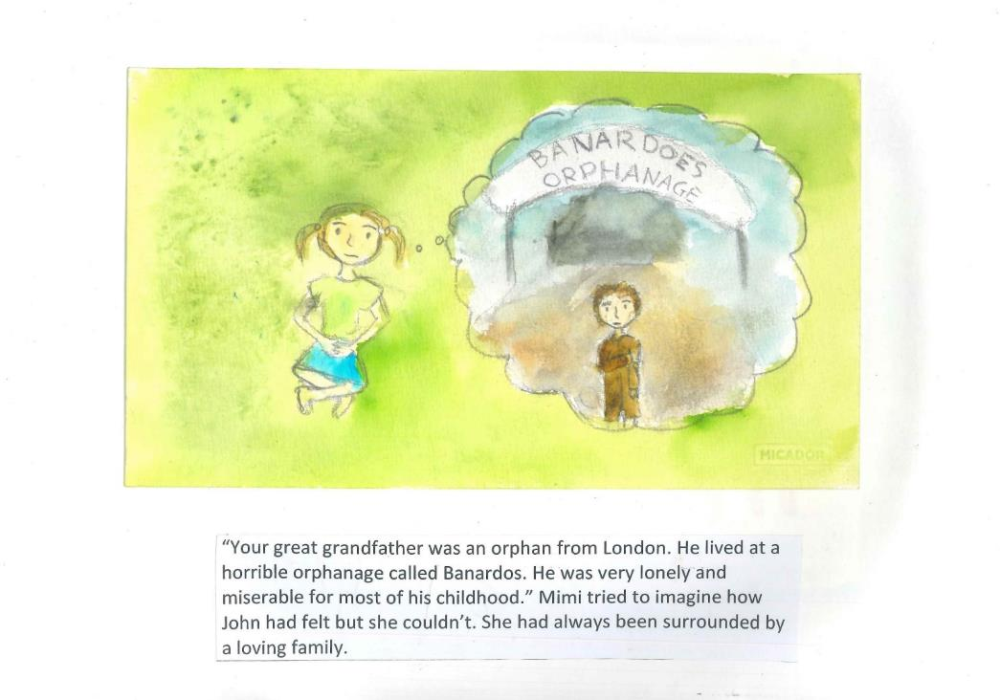 BANARDOES
ORPHANAGE
MICADOR
“Your great grandfather was an orphan from London. He lived at a
horrible orphanage called Banardos. He was very lonely and
miserable for most of his childhood.” Mimi tried to imagine how
John had felt but she couldn’t. She had always been surrounded by
a loving family.